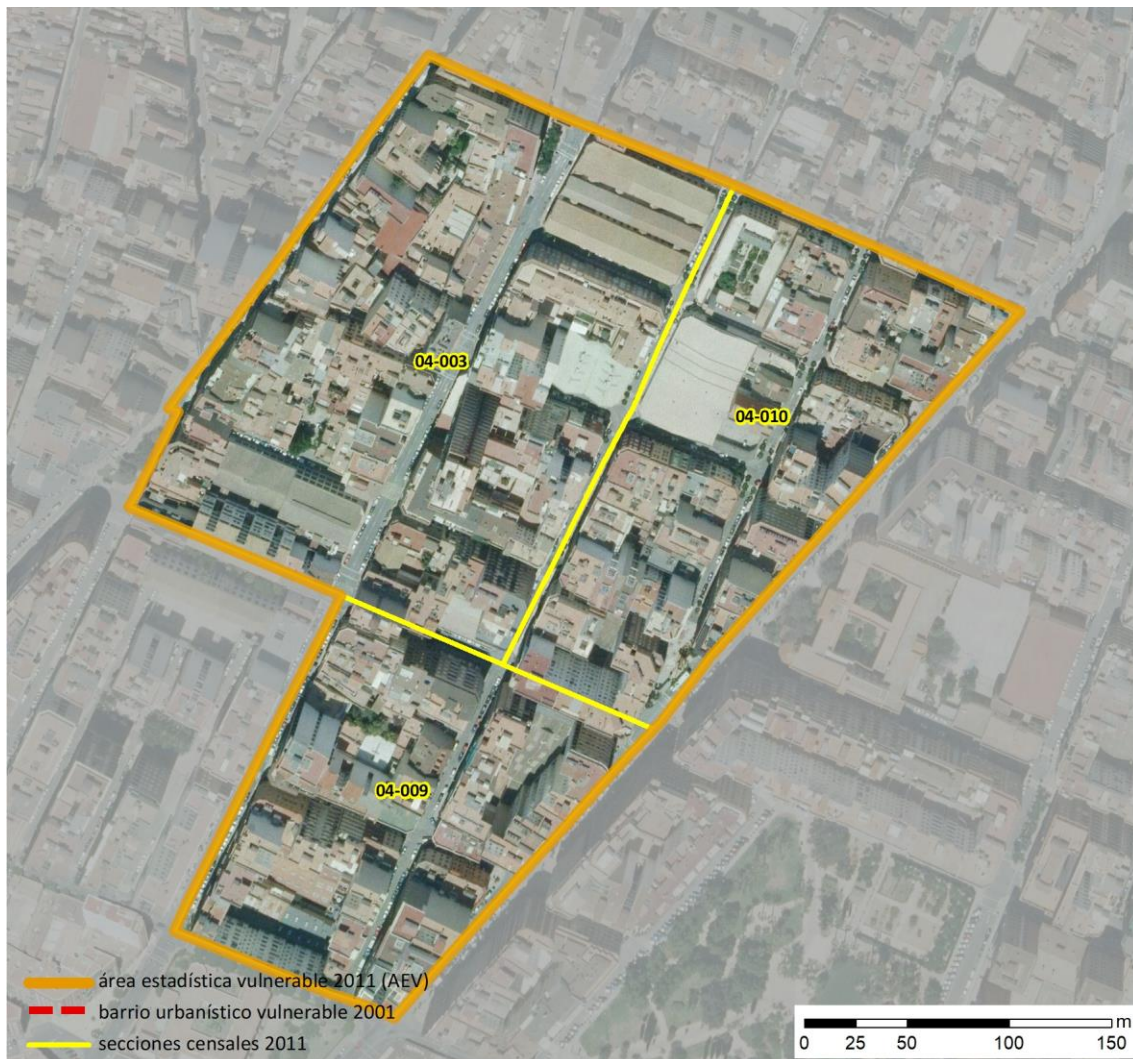 04-003
04-010
04-009
área estadística vulnerable 2011 (AEV)
barrio urbanístico vulnerable 2001
secciones censales 2011
m
0 25 50 100 150